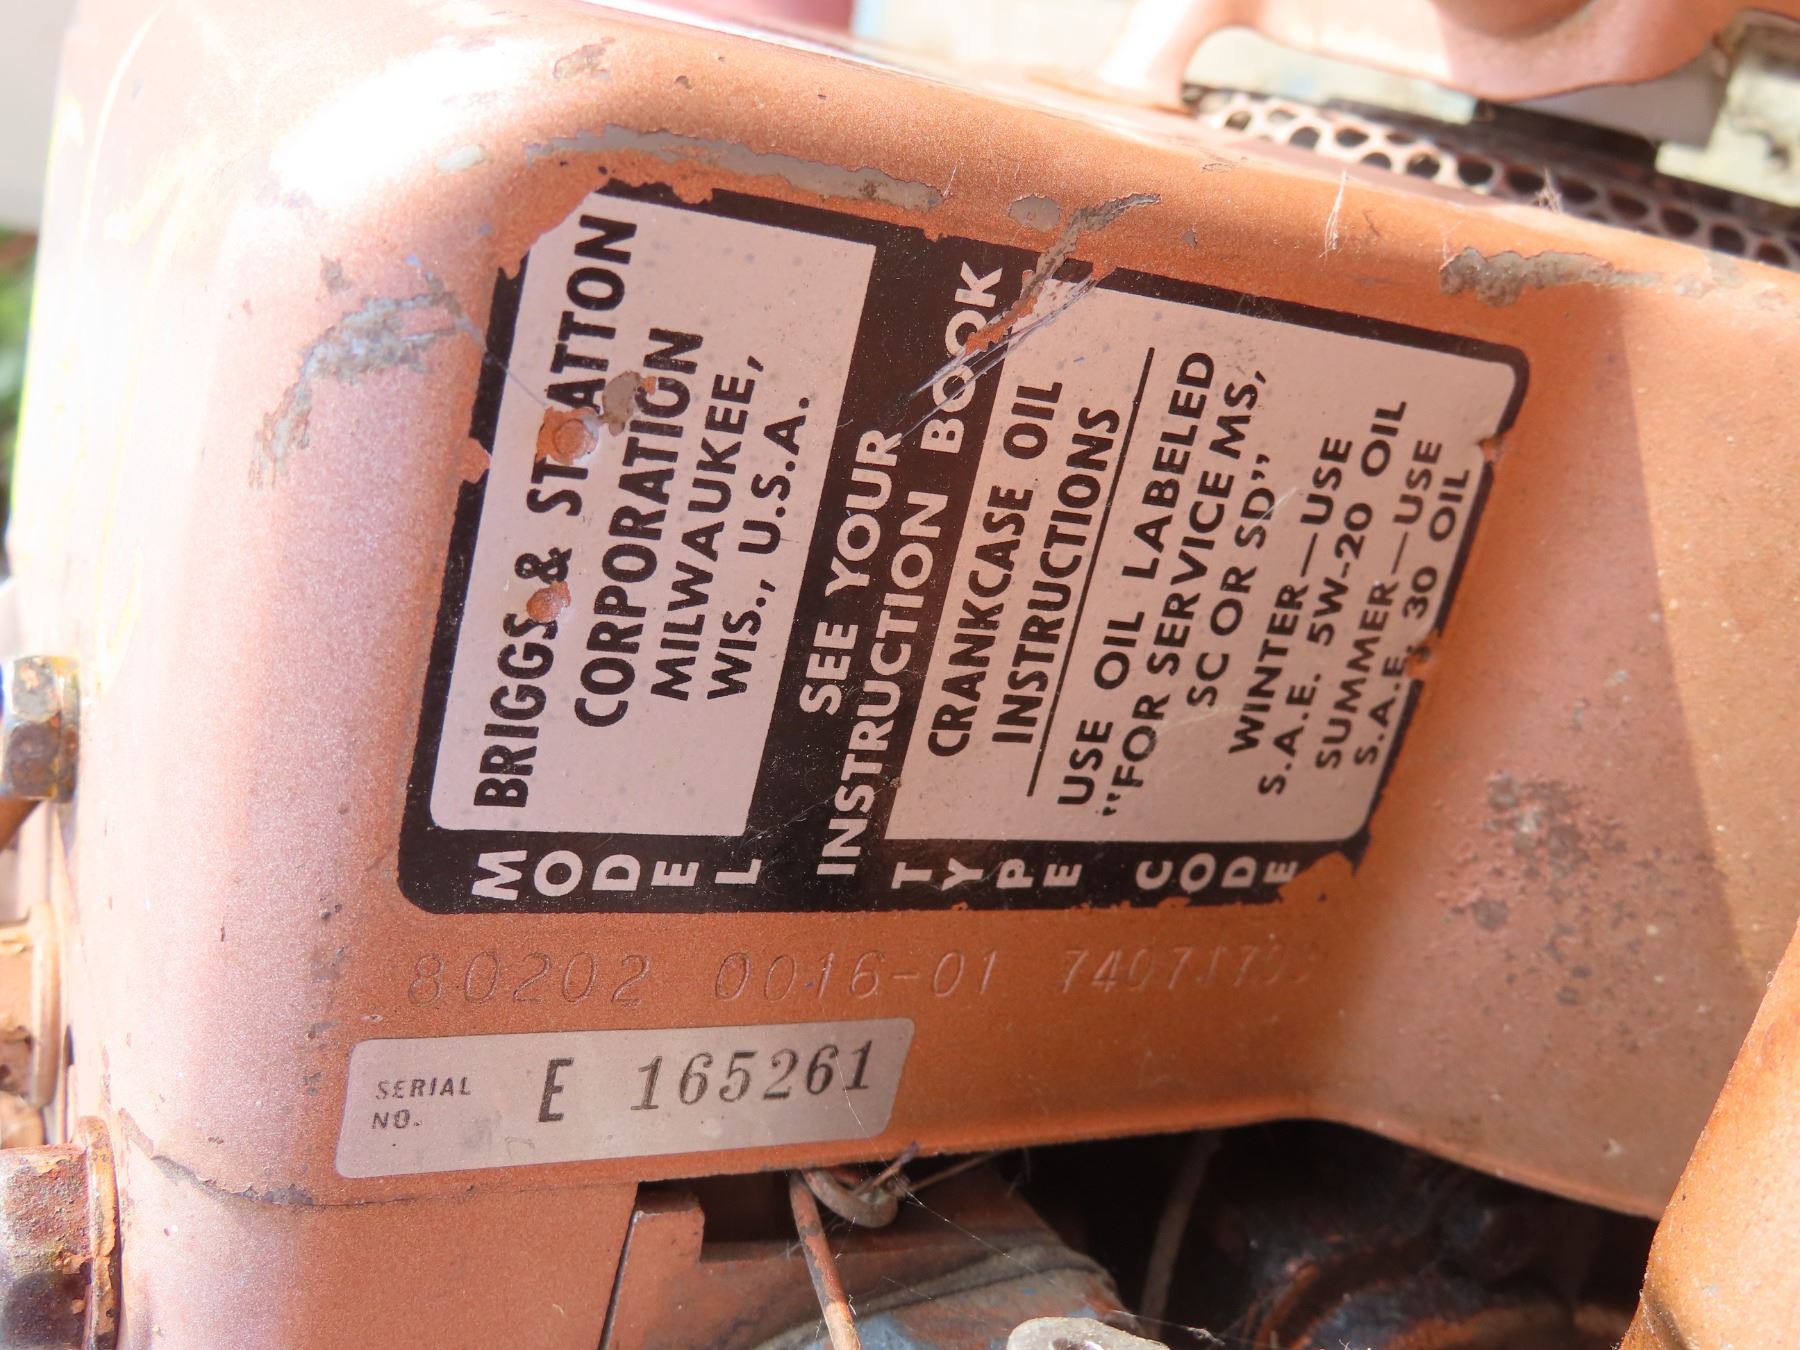 BRIGGS & STRATTON
CORPORATION
MILWAUKEE,
WIS., U.S.A.
SEE YOUR
INSTRUCTION BOOK
CRANKCASE OIL
INSTRUCTIONS
USE OIL LABELED
"FOR SERVICE MS,
SC OR SD"
WINTER—USE
S.A.E. 5W-20 OIL
SUMMER—USE
S.A.E. 30 OIL
MODEL TYPE CODE
80202 0016-01
SERIAL
NO. E 165261